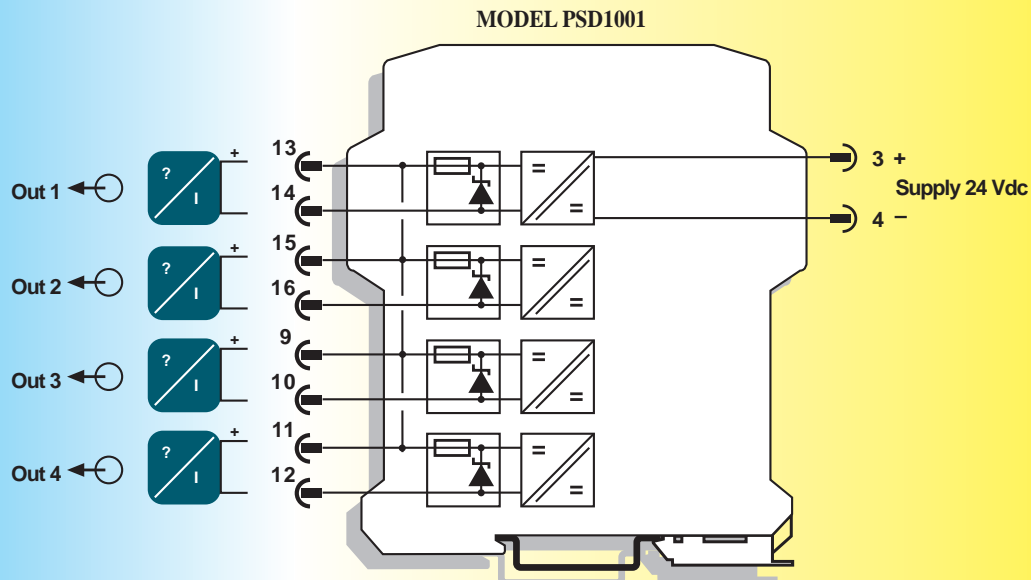 MODEL PSD1001
Out 1
? I
+
13
14
= =
3 +
Supply 24 Vdc
4 –
Out 2
? I
+
15
16
= =
Out 3
? I
+
9
10
= =
Out 4
? I
+
11
12
= =